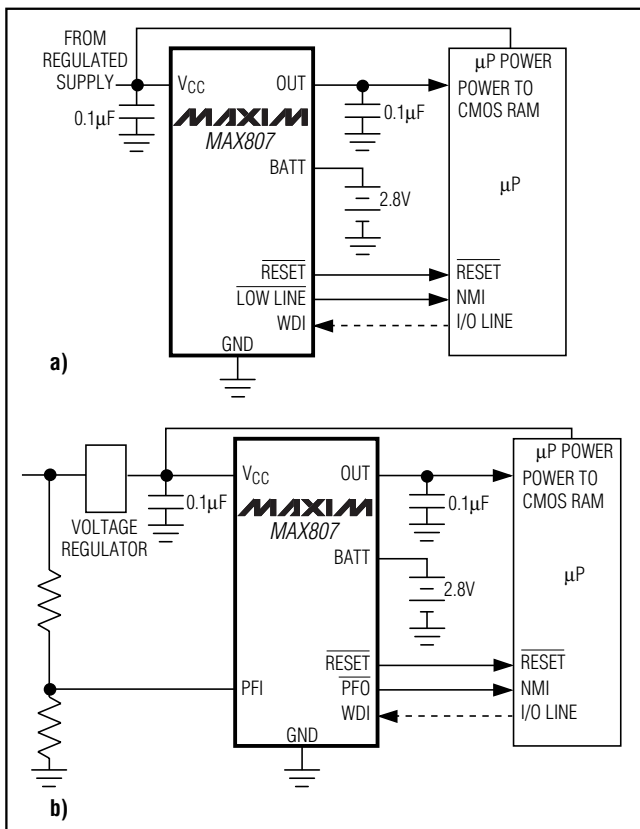 FROM
REGULATED
SUPPLY
0.1µF
VCC
OUT
MAXIM
MAX807
0.1µF
BATT
2.8V
RESET
LOW LINE
WDI
GND
µP POWER
POWER TO
CMOS RAM
µP
RESET
NMI
I/O LINE
a)
VOLTAGE
REGULATOR
0.1µF
VCC
OUT
MAXIM
MAX807
0.1µF
BATT
2.8V
PFI
RESET
PFO
WDI
GND
µP POWER
POWER TO
CMOS RAM
µP
RESET
NMI
I/O LINE
b)